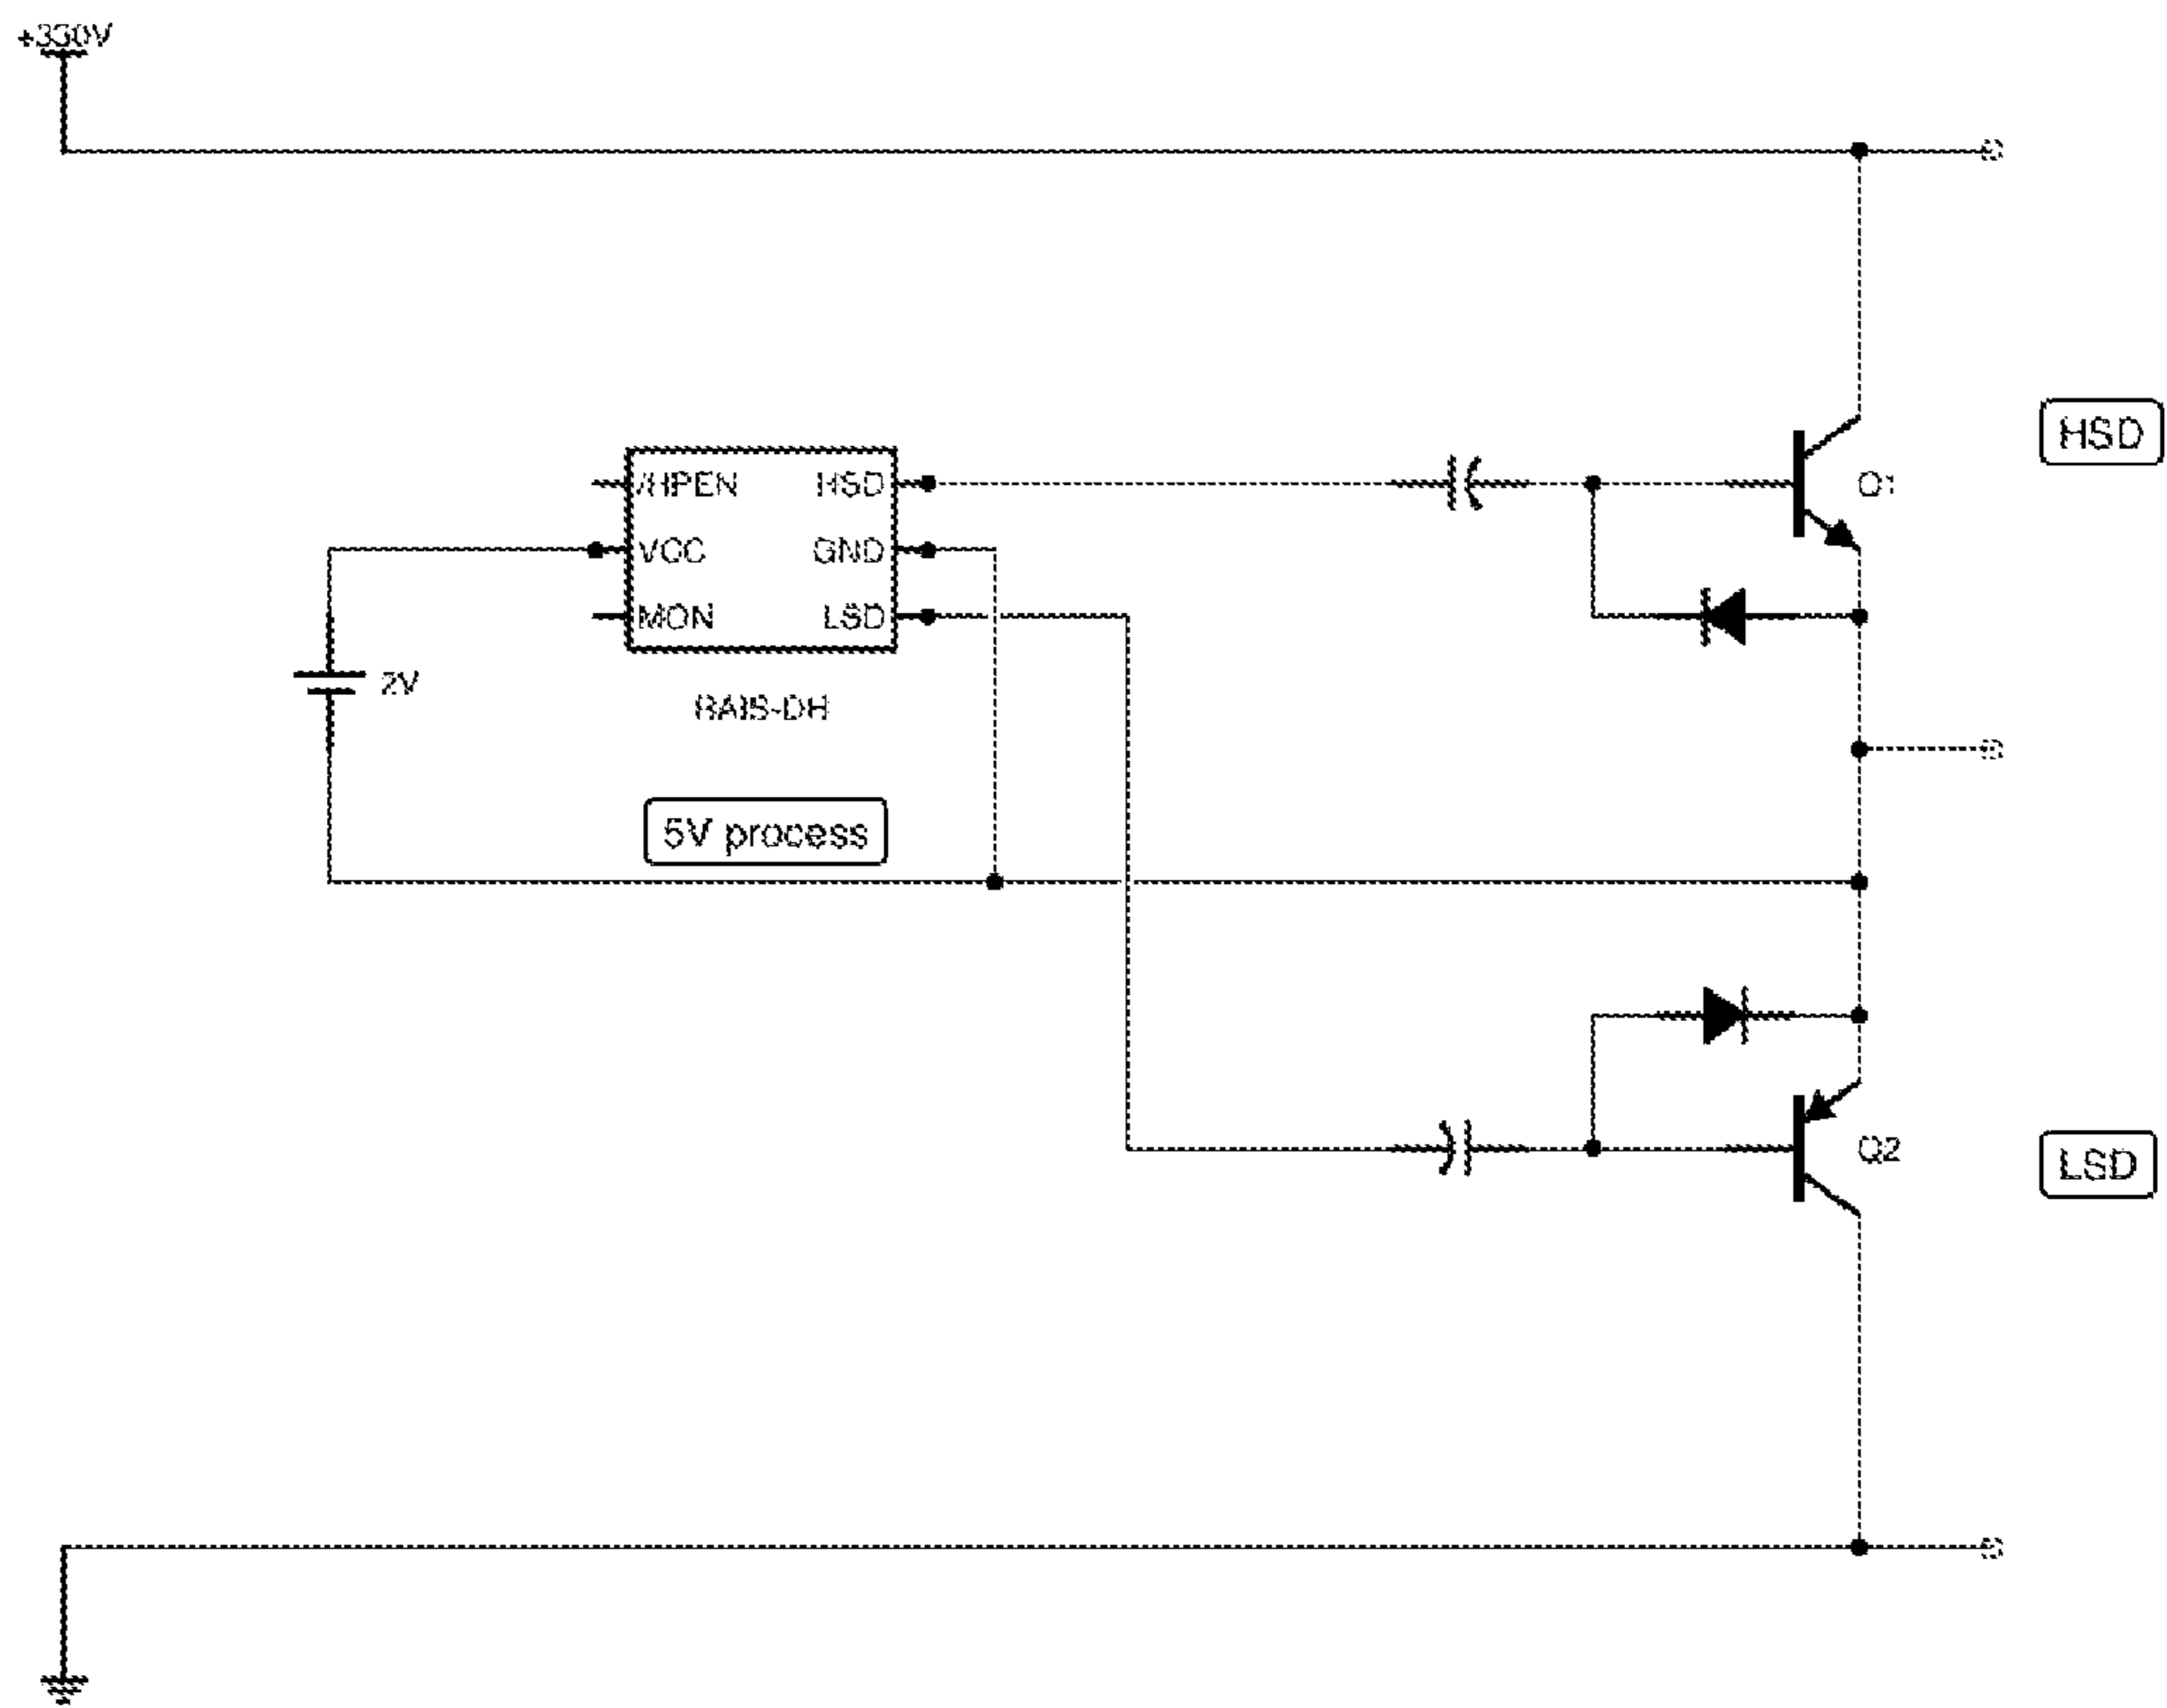 +330V
HSD
/HPEN
HSD
Q1
VCC
GND
MON
LSD
2V
RAIS-DH
5V process
Q2
LSD